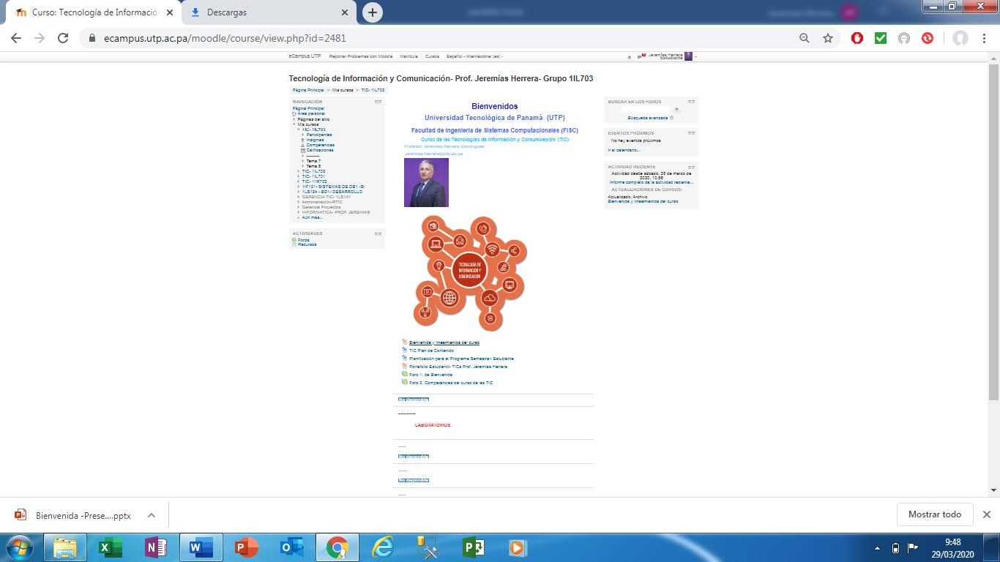 Curso: Tecnología de Información
Descargas
ecampus.utp.ac.pa/moodle/course/view.php?id=2481
eCampus UTP
Reportar Problemas con Moodle
Matrícula
Cursos
Español - Internacional (es)
Jeremías Herrera
Estudiante
Tecnología de Información y Comunicación- Prof. Jeremías Herrera- Grupo 1IL703
Página Principal
Mis cursos
TIC- 1IL703
NAVEGACIÓN
Página Principal
Área personal
Páginas del sitio
Mis cursos
TIC- 1IL703
Participantes
Insignias
Competencias
Calificaciones
---------
Tema 7
Tema 8
TIC- 1IL702
TIC- 1IL701
TIC- 11R702
1IF131- SISTEMAS DE DB1 -SI
1LS124 - BD1- DESARROLLO
GERENCIA TIC- 1LS141
Administración-RTIC
Gerencia Proyectos
INFORMATICA- PROF JEREMIAS
Aún más...
ACTIVIDADES
Foros
Recursos
Bienvenidos
Universidad Tecnológica de Panamà (UTP)
Facultad de Ingeniería de Sistemas Computacionales (FISC)
Curso de las Tecnologías de Información y Comunicación (TIC)
Profesor Jeremías Herrera Domínguez
jeremias.herrera@utp.ac.pa
TECNOLOGÍA DE
INFORMACIÓN Y
COMUNICACIÓN
Bienvenida y lineamientos del curso
TIC Plan de Contenido
Planificación para el Programa Semestral- Estudiante
Portafolio Estudiantil- TICs Prof. Jeremías Herrera
Foro 1. de Bienvenida
Foro 2. Competencias del curso de las TIC
No disponible
---------
LABORATORIOS
----
No disponible
-----
No disponible
----
BUSCAR EN LOS FOROS
Ir
Búsqueda avanzada
EVENTOS PRÓXIMOS
No hay eventos próximos
Ir al calendario...
ACTIVIDAD RECIENTE
Actividad desde sábado, 28 de marzo de
2020, 10:56
Informe completo de la actividad reciente...
ACTUALIZACIONES DE CURSOS:
Actualizado: Archivo
Bienvenida y lineamientos del curso
Bienvenida -Prese....pptx
Mostrar todo
9:48
29/03/2020